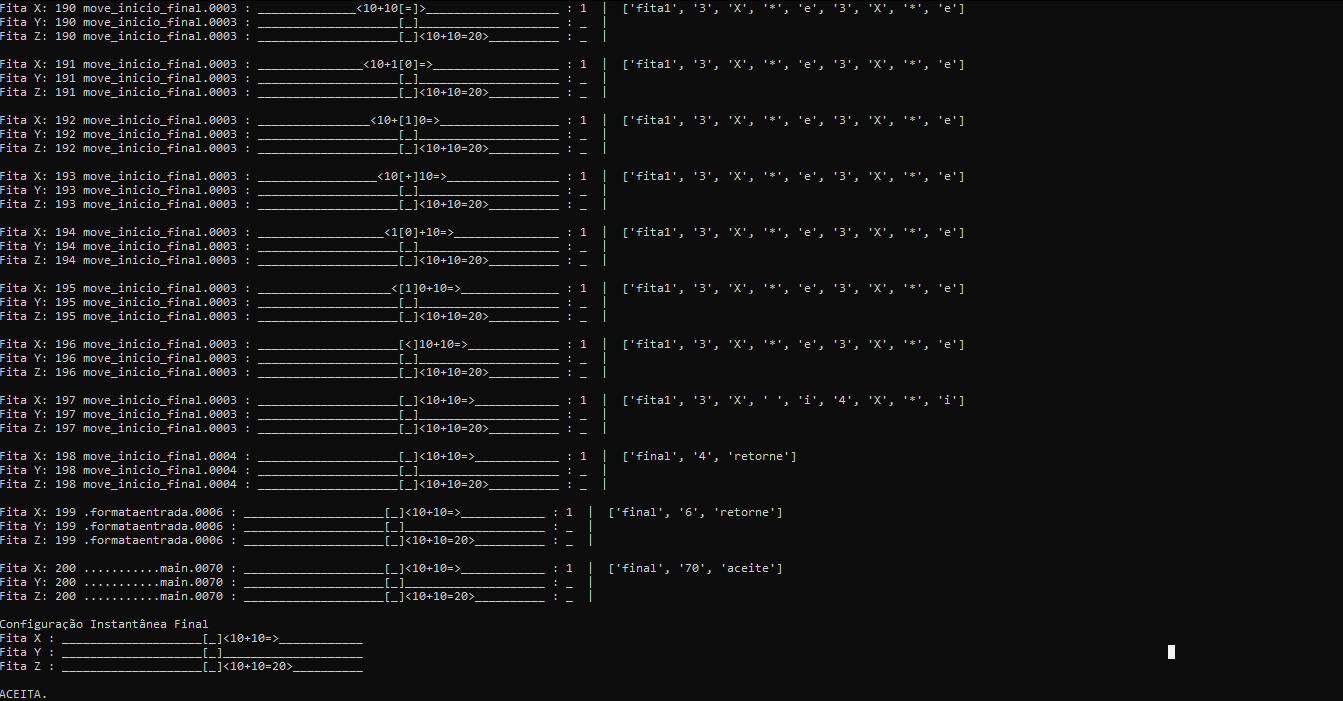 Fita X: 190 move_inicio_final.0003 : ______________<10+10[=]>___________________ : 1  |  ['fita1', '3', 'X', '*', 'e', '3', 'X', '*', 'e']
Fita Y: 190 move_inicio_final.0003 : ____________________[_]____________________ : _  |
Fita Z: 190 move_inicio_final.0003 : ____________________[_]<10+10=20>__________ : _  |
Fita X: 191 move_inicio_final.0003 : _______________<10+1[0]=>__________________ : 1  |  ['fita1', '3', 'X', '*', 'e', '3', 'X', '*', 'e']
Fita Y: 191 move_inicio_final.0003 : ____________________[_]____________________ : _  |
Fita Z: 191 move_inicio_final.0003 : ____________________[_]<10+10=20>__________ : _  |
Fita X: 192 move_inicio_final.0003 : ________________<10+[1]0=>_________________ : 1  |  ['fita1', '3', 'X', '*', 'e', '3', 'X', '*', 'e']
Fita Y: 192 move_inicio_final.0003 : ____________________[_]____________________ : _  |
Fita Z: 192 move_inicio_final.0003 : ____________________[_]<10+10=20>__________ : _  |
Fita X: 193 move_inicio_final.0003 : _________________<10[+]10=>________________ : 1  |  ['fita1', '3', 'X', '*', 'e', '3', 'X', '*', 'e']
Fita Y: 193 move_inicio_final.0003 : ____________________[_]____________________ : _  |
Fita Z: 193 move_inicio_final.0003 : ____________________[_]<10+10=20>__________ : _  |
Fita X: 194 move_inicio_final.0003 : __________________<1[0]+10=>_______________ : 1  |  ['fita1', '3', 'X', '*', 'e', '3', 'X', '*', 'e']
Fita Y: 194 move_inicio_final.0003 : ____________________[_]____________________ : _  |
Fita Z: 194 move_inicio_final.0003 : ____________________[_]<10+10=20>__________ : _  |
Fita X: 195 move_inicio_final.0003 : ___________________<[1]0+10=>______________ : 1  |  ['fita1', '3', 'X', '*', 'e', '3', 'X', '*', 'e']
Fita Y: 195 move_inicio_final.0003 : ____________________[_]____________________ : _  |
Fita Z: 195 move_inicio_final.0003 : ____________________[_]<10+10=20>__________ : _  |
Fita X: 196 move_inicio_final.0003 : ____________________[<]10+10=>_____________ : 1  |  ['fita1', '3', 'X', '*', 'e', '3', 'X', '*', 'e']
Fita Y: 196 move_inicio_final.0003 : ____________________[_]____________________ : _  |
Fita Z: 196 move_inicio_final.0003 : ____________________[_]<10+10=20>__________ : _  |
Fita X: 197 move_inicio_final.0003 : ____________________[_]<10+10=>____________ : 1  |  ['fita1', '3', 'X', ' ', 'i', '4', 'X', '*', 'i']
Fita Y: 197 move_inicio_final.0003 : ____________________[_]____________________ : _  |
Fita Z: 197 move_inicio_final.0003 : ____________________[_]<10+10=20>__________ : _  |
Fita X: 198 move_inicio_final.0004 : ____________________[_]<10+10=>____________ : 1  |  ['final', '4', 'retorne']
Fita Y: 198 move_inicio_final.0004 : ____________________[_]____________________ : _  |
Fita Z: 198 move_inicio_final.0004 : ____________________[_]<10+10=20>__________ : _  |
Fita X: 199 .formataentrada.0006 : ____________________[_]<10+10=>____________ : 1  |  ['final', '6', 'retorne']
Fita Y: 199 .formataentrada.0006 : ____________________[_]____________________ : _  |
Fita Z: 199 .formataentrada.0006 : ____________________[_]<10+10=20>__________ : _  |
Fita X: 200 ...........main.0070 : ____________________[_]<10+10=>____________ : 1  |  ['final', '70', 'aceite']
Fita Y: 200 ...........main.0070 : ____________________[_]____________________ : _  |
Fita Z: 200 ...........main.0070 : ____________________[_]<10+10=20>__________ : _  |
Configuração Instantânea Final
Fita X : ____________________[_]<10+10=>____________
Fita Y : ____________________[_]____________________
Fita Z : ____________________[_]<10+10=20>__________
ACEITA.